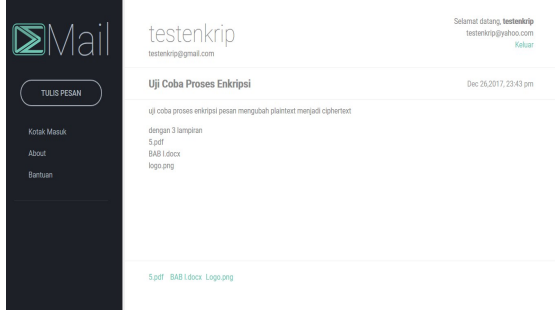 Mail
TULIS PESAN
Kotak Masuk
About
Bantuan
testenkrip
testenkrip@gmail.com
Selamat datang, testenkrip
testenkrip@yahoo.com
Keluar
Uji Coba Proses Enkripsi
Dec 26,2017, 23:43 pm
uji coba proses enkripsi pesan mengubah plaintext menjadi ciphertext
dengan 3 lampiran
5.pdf
BAB I.docx
logo.png
5.pdf BAB I.docx Logo.png